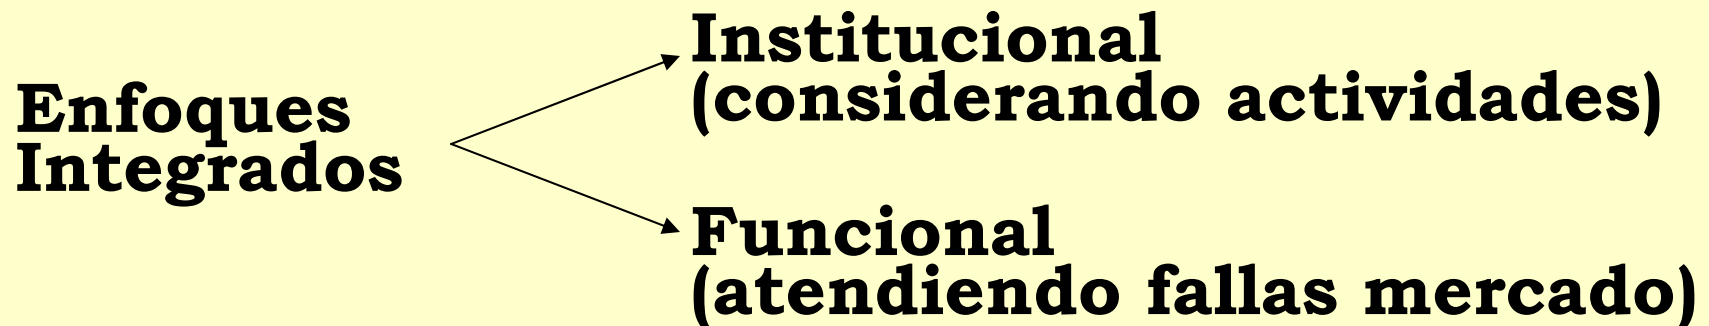 Enfoques
Integrados
Institucional
(considerando actividades)
Funcional
(atendiendo fallas mercado)